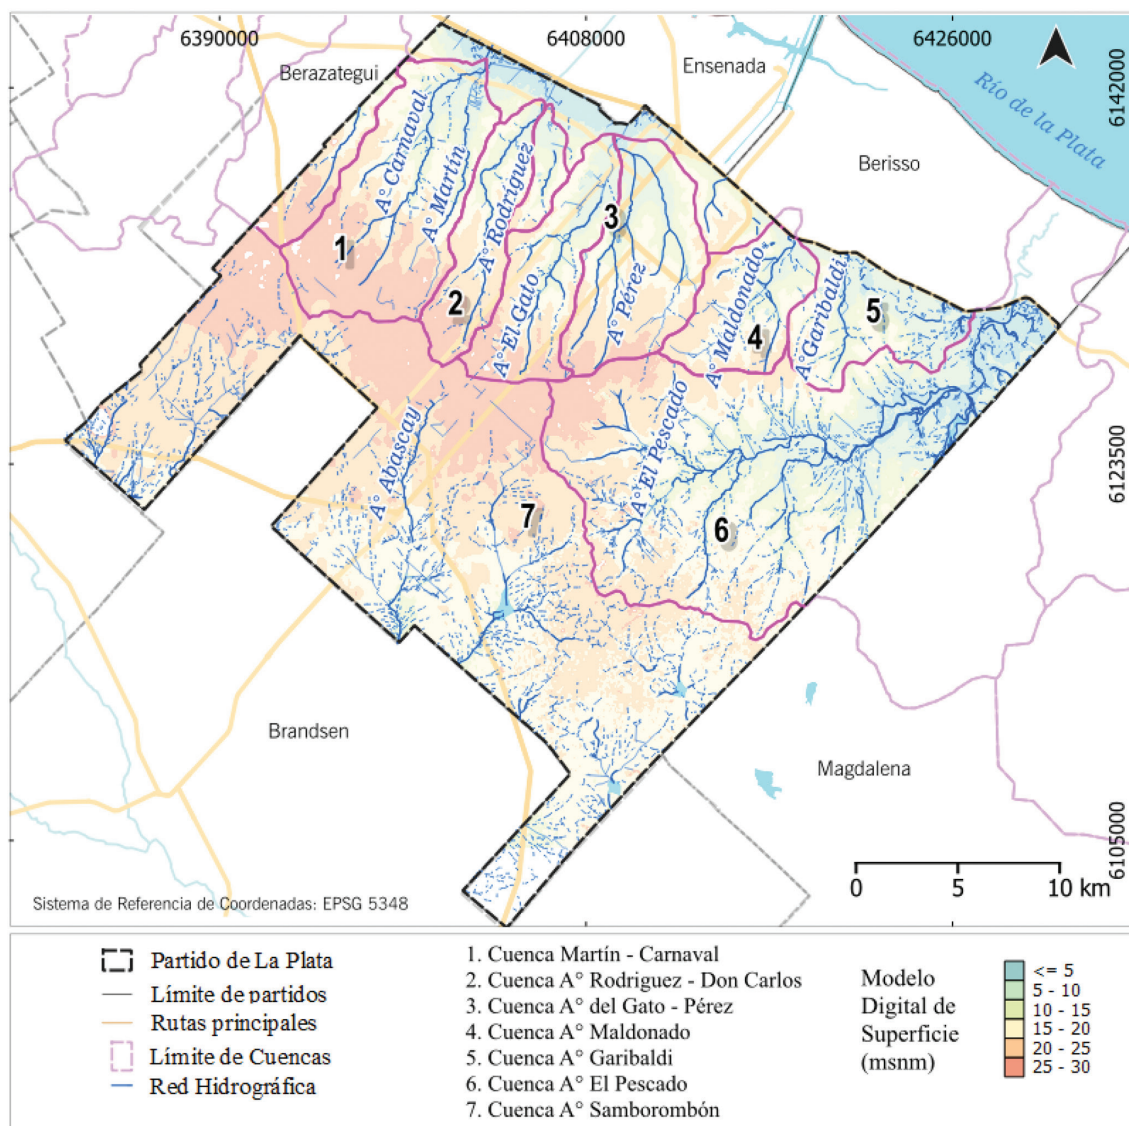 6390000
6408000
6426000
Berazategui
Ensenada
6142000
Río de la Plata
Berisso
A° Carnaval
A° Martín
A° Rodríguez
1
3
2
A° El Gato
A° Pérez
A° Maldonado
4
A° Garibaldi
5
A° Abascay
A° El Pescado
6123500
7
6
Brandsen
Magdalena
6105000
0 5 10 km
Sistema de Referencia de Coordenadas: EPSG 5348
Partido de La Plata
Límite de partidos
Rutas principales
Límite de Cuencas
Red Hidrográfica
1. Cuenca Martín - Carnaval
2. Cuenca A° Rodriguez - Don Carlos
3. Cuenca A° del Gato - Pérez
4. Cuenca A° Maldonado
5. Cuenca A° Garibaldi
6. Cuenca A° El Pescado
7. Cuenca A° Samborombón
Modelo
Digital de
Superficie
(msnm)
<= 5
5 - 10
10 - 15
15 - 20
20 - 25
25 - 30